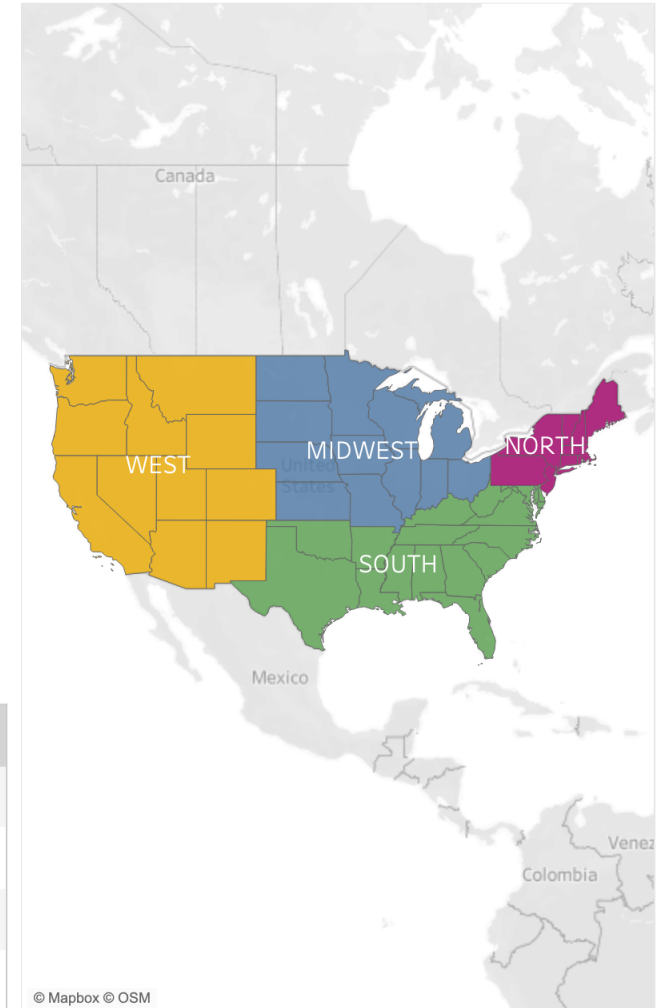 Canada
WEST
MIDWEST
United
States
NORTH
SOUTH
Mexico
Venez
Colombia
© Mapbox © OSM